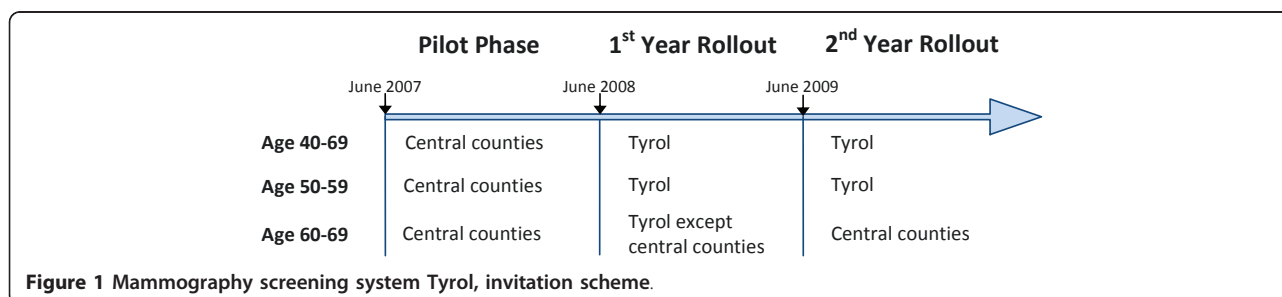 Pilot Phase 1st Year Rollout 2nd Year Rollout
June 2007 June 2008 June 2009
Age 40-69 Central counties Tyrol Tyrol
Age 50-59 Central counties Tyrol Tyrol
Age 60-69 Central counties Tyrol except central counties Central counties
Figure 1 Mammography screening system Tyrol, invitation scheme.